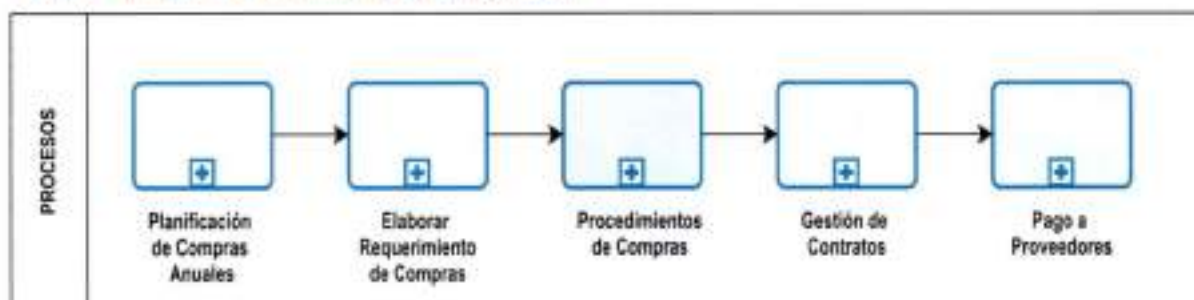 PROCESOS
Planificación
de Compras
Anuales
Elaborar
Requerimiento
de Compras
Procedimientos
de Compras
Gestión de
Contratos
Pago a
Proveedores